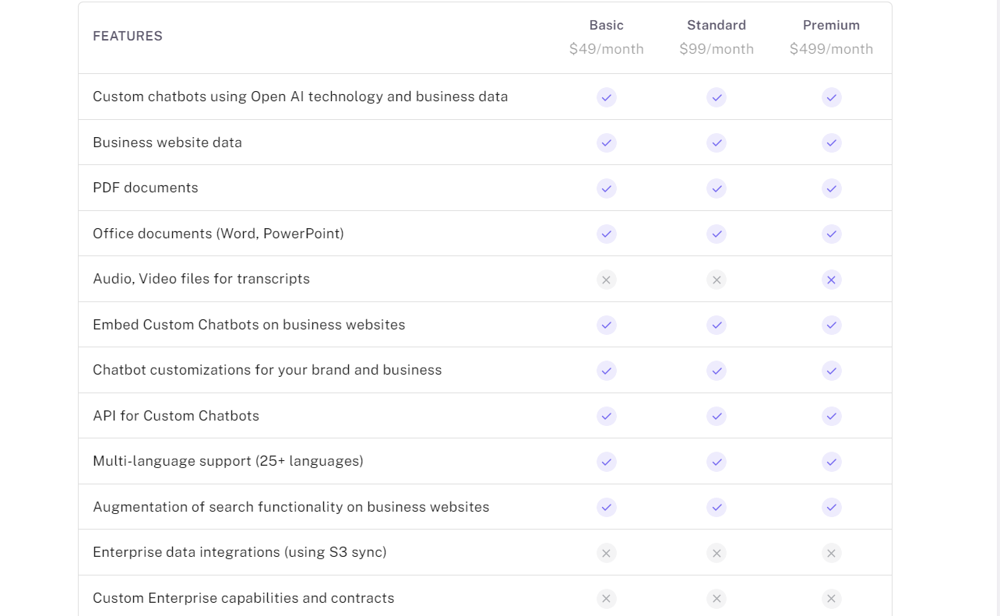 FEATURES
Basic
$49/month
Standard
$99/month
Premium
$499/month
Custom chatbots using Open AI technology and business data
Business website data
PDF documents
Office documents (Word, PowerPoint)
Audio, Video files for transcripts
Embed Custom Chatbots on business websites
Chatbot customizations for your brand and business
API for Custom Chatbots
Multi-language support (25+ languages)
Augmentation of search functionality on business websites
Enterprise data integrations (using S3 sync)
Custom Enterprise capabilities and contracts